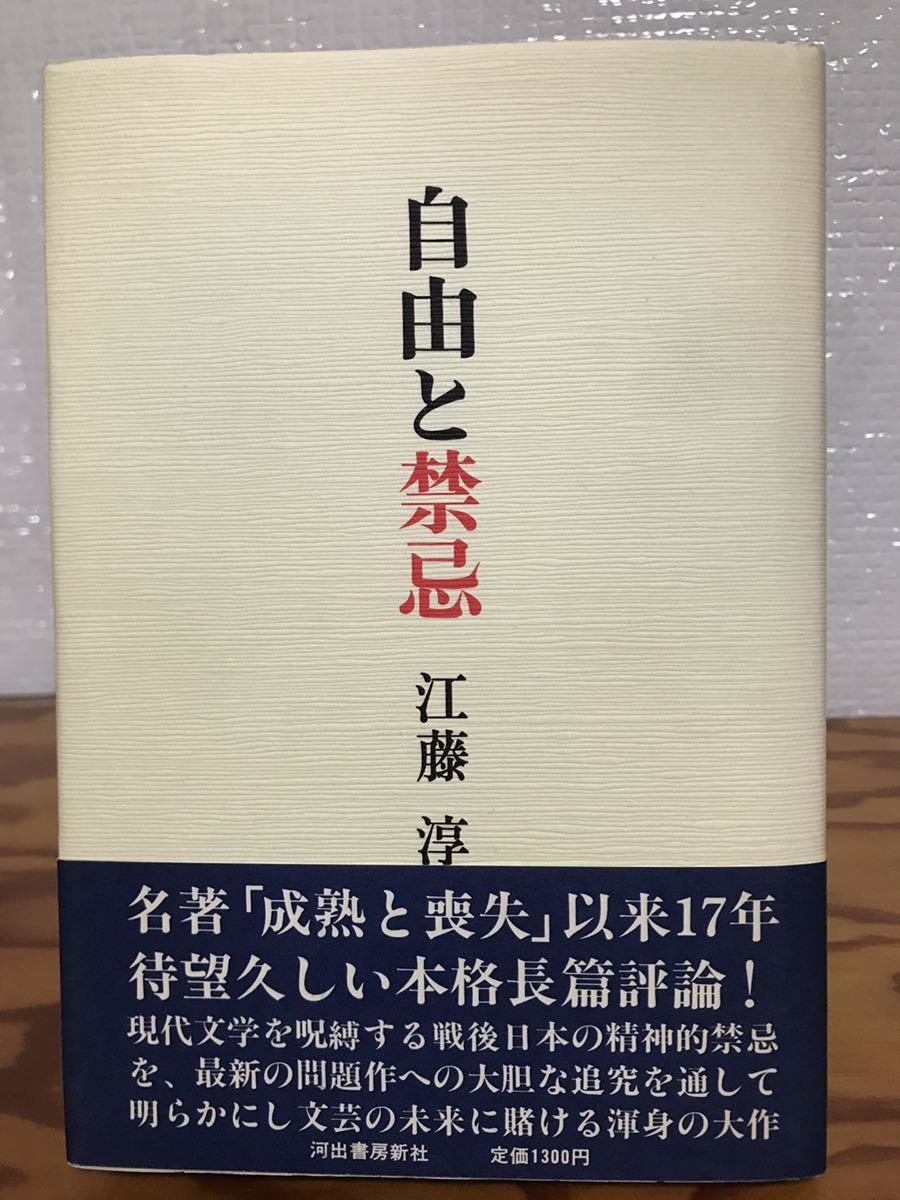 自由と禁忌
江藤 淳
名著「成熟と喪失」以来17年
待望久しい本格長篇評論！
現代文学を呪縛する戦後日本の精神的禁忌
を、最新の問題作への大胆な追究を通して
明らかにし文芸の未来に賭ける渾身の大作
河出書房新社 定価1300円